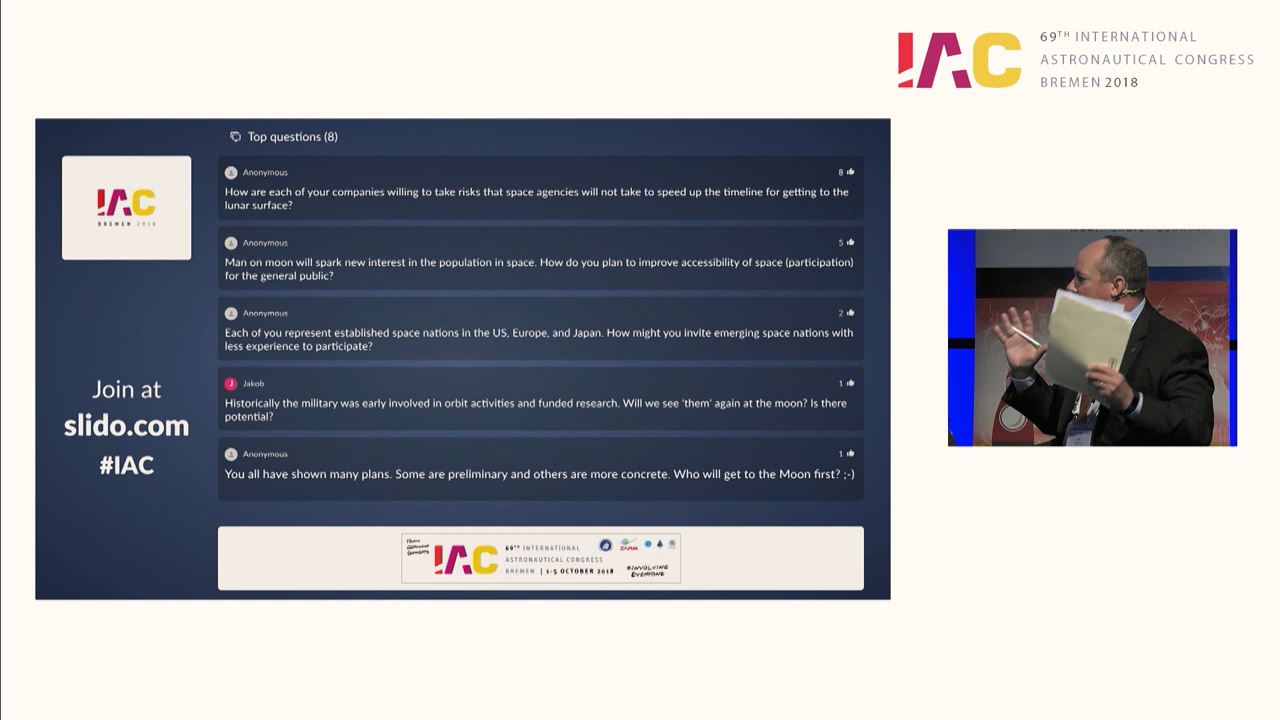 IAC
69TH INTERNATIONAL
ASTRONAUTICAL CONGRESS
BREMEN 2018
Top questions (8)
IAC
BREMEN 2018
Join at
slido.com
#IAC
Anonymous
8
How are each of your companies willing to take risks that space agencies will not take to speed up the timeline for getting to the
lunar surface?
Anonymous
5
Man on moon will spark new interest in the population in space. How do you plan to improve accessibility of space (participation)
for the general public?
Anonymous
2
Each of you represent established space nations in the US, Europe, and Japan. How might you invite emerging space nations with
less experience to participate?
J
Jakob
1
Historically the military was early involved in orbit activities and funded research. Will we see 'them' again at the moon? Is there
potential?
Anonymous
1
You all have shown many plans. Some are preliminary and others are more concrete. Who will get to the Moon first? ;-)
IAC
69TH INTERNATIONAL
ASTRONAUTICAL CONGRESS
BREMEN | 1-5 OCTOBER 2018
ZARM
#INVOLVING
EVERYONE